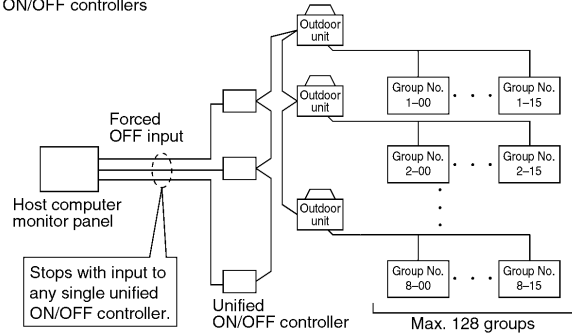 ON/OFF controllers
Outdoor
unit
Group No.
1–00
Group No.
1–15
Outdoor
unit
Forced
OFF input
Group No.
2–00
Group No.
2–15
Host computer
monitor panel
Outdoor
unit
Stops with input to
any single unified
ON/OFF controller.
Group No.
8–00
Group No.
8–15
Unified
ON/OFF controller
Max. 128 groups